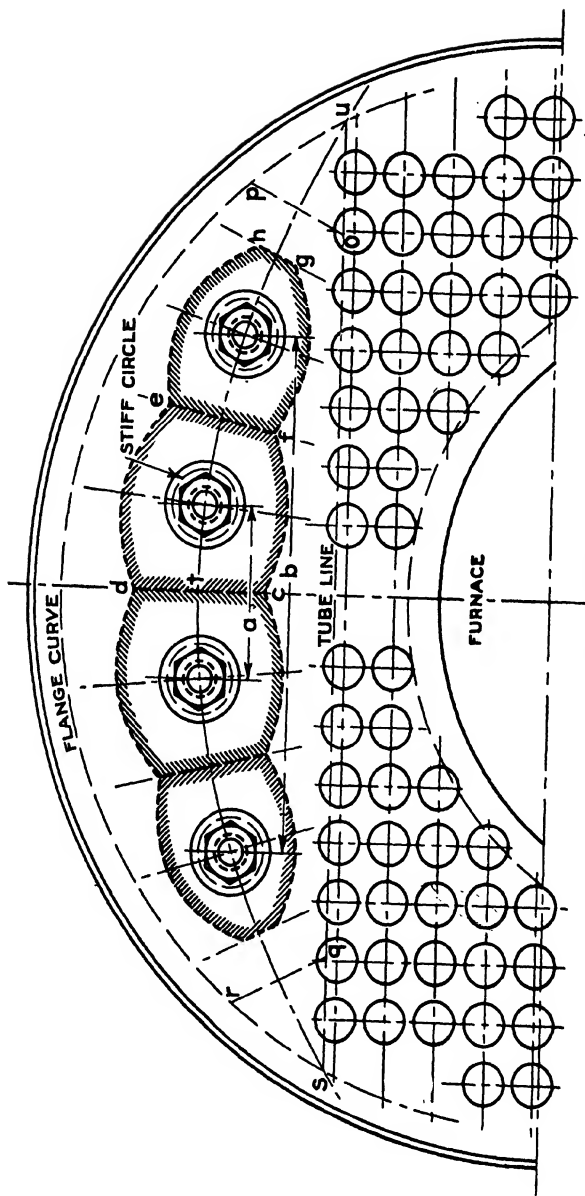 FLANGE CURVE
STIFF CIRCLE
d
e
p
h
u
r
t
g
f
a
b
c
o
q
s
TUBE LINE
FURNACE